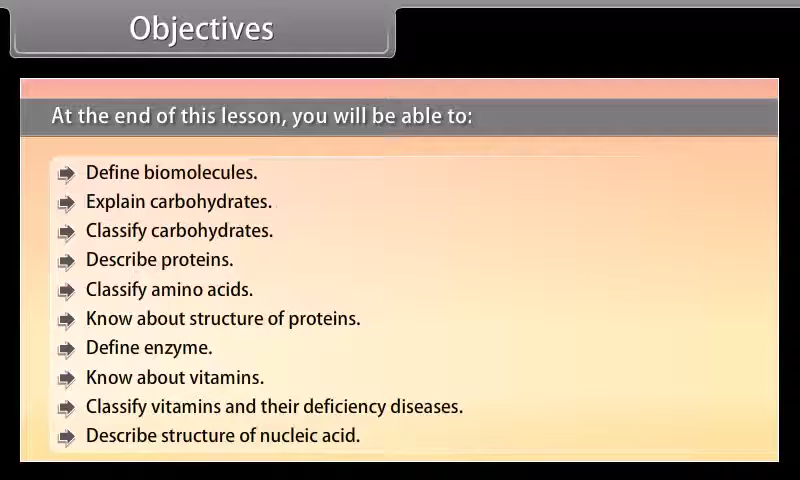 Objectives
At the end of this lesson, you will be able to:
Define biomolecules.
Explain carbohydrates.
Classify carbohydrates.
Describe proteins.
Classify amino acids.
Know about structure of proteins.
Define enzyme.
Know about vitamins.
Classify vitamins and their deficiency diseases.
Describe structure of nucleic acid.